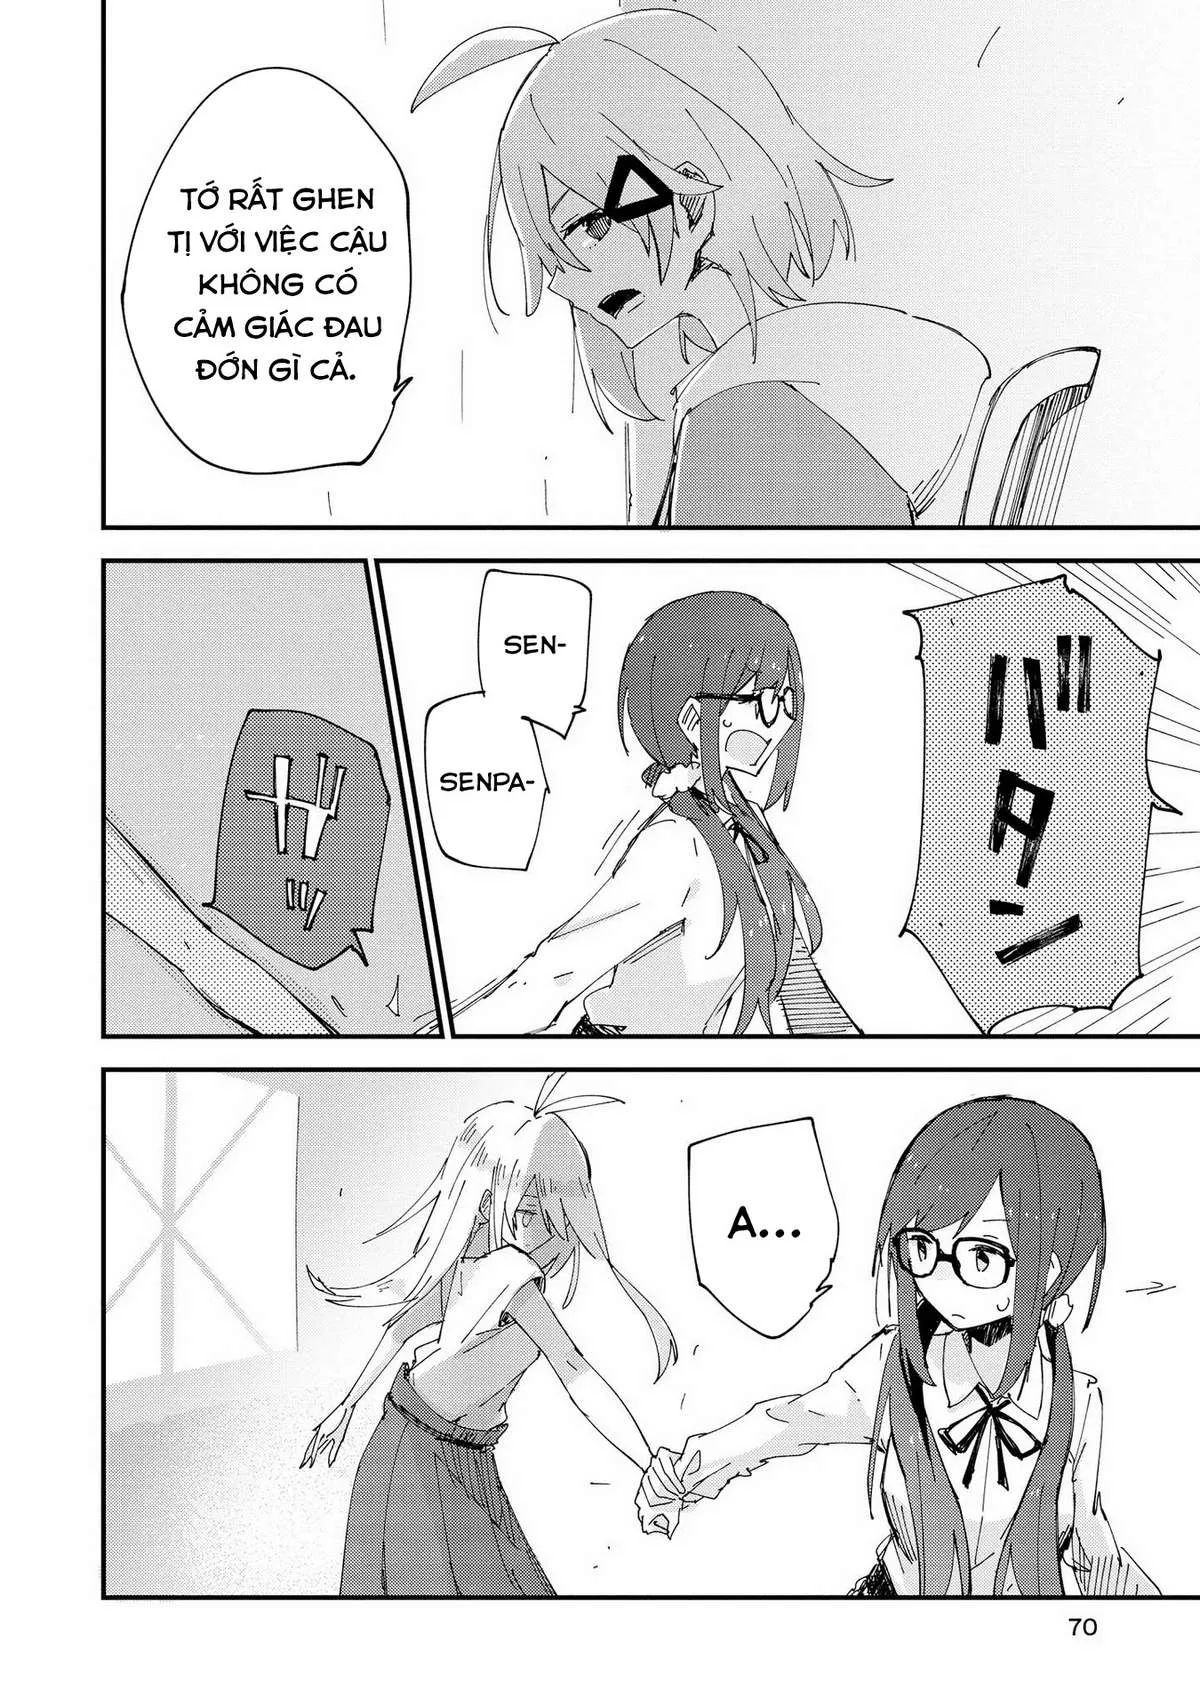 TỚ RẤT GHEN
TỊ VỚI VIỆC CẬU
KHÔNG CÓ
CẢM GIÁC ĐAU
ĐỚN GÌ CẢ.
バタン
SEN-
SENPA-
ガッ
A...
70